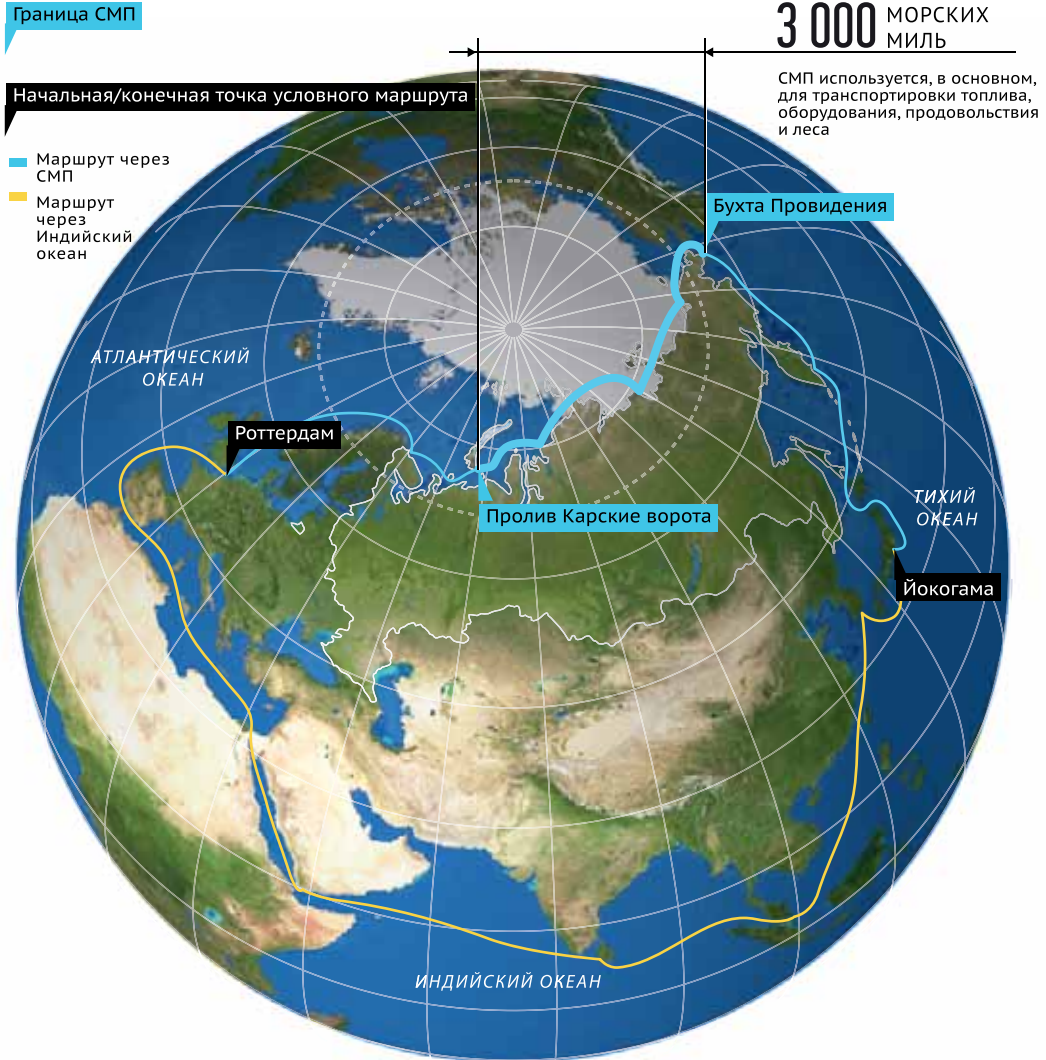 Граница СМП
3 000 МОРСКИХ
МИЛЬ
Начальная/конечная точка условного маршрута
СМП используется, в основном,
для транспортировки топлива,
оборудования, продовольствия
и леса
Маршрут через
СМП
Маршрут
через
Индийский
океан
Бухта Провидения
АТЛАНТИЧЕСКИЙ
ОКЕАН
Роттердам
Пролив Карские ворота
ТИХИЙ
ОКЕАН
Йокогама
ИНДИЙСКИЙ ОКЕАН